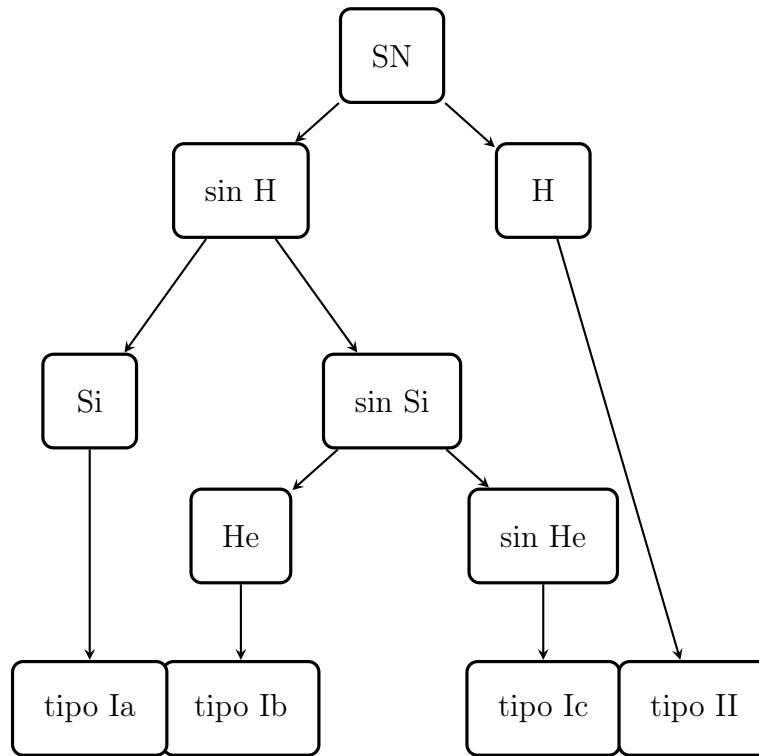 SN
sin H
H
Si
sin Si
He
sin He
tipo Ia
tipo Ib
tipo Ic
tipo II